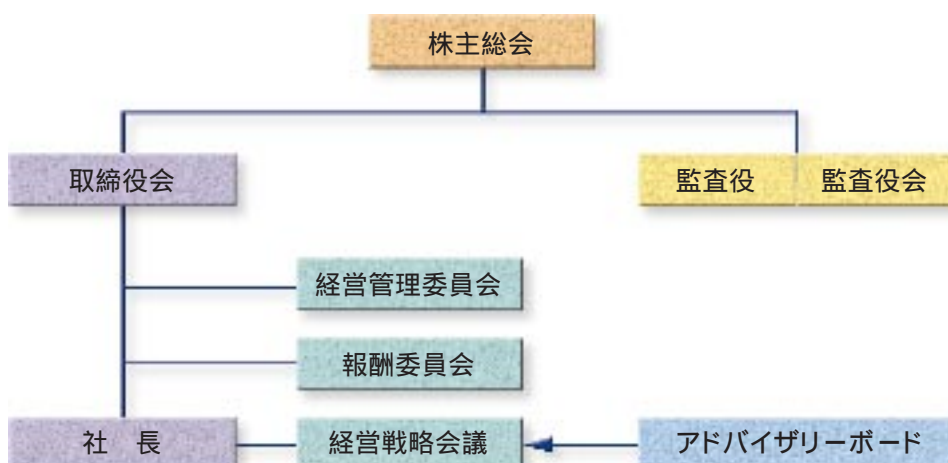 株主総会
取締役会
監査役 監査役会
経営管理委員会
報酬委員会
社　長
経営戦略会議
アドバイザリーボード